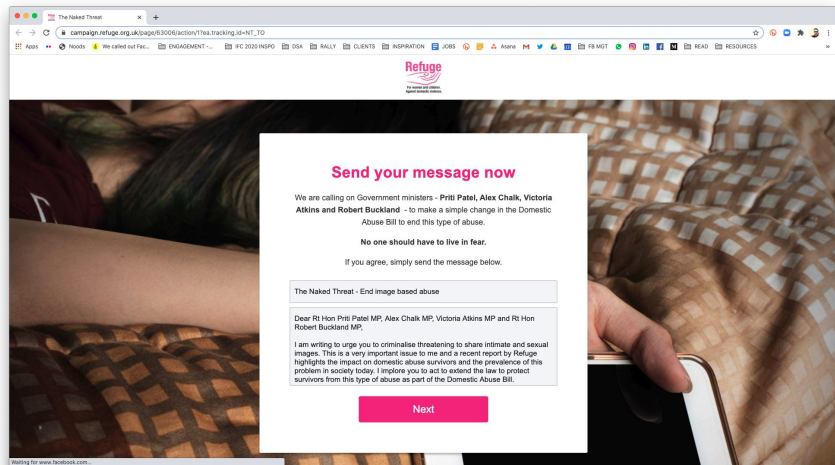 The Naked Threat
campaign.refuge.org.uk/page/63006/action/1?ea.tracking.id=NT_TO
Apps Noods We called out Fac... ENGAGEMENT -... IFC 2020 INSPO DSA RALLY CLIENTS INSPIRATION JOBS Asana FB MGT READ RESOURCES
Refuge
For women and children.
Against domestic violence.
Send your message now
We are calling on Government ministers - Priti Patel, Alex Chalk, Victoria
Atkins and Robert Buckland - to make a simple change in the Domestic
Abuse Bill to end this type of abuse.
No one should have to live in fear.
If you agree, simply send the message below.
The Naked Threat - End image based abuse
Dear Rt Hon Priti Patel MP, Alex Chalk MP, Victoria Atkins MP and Rt Hon
Robert Buckland MP,
I am writing to urge you to criminalise threatening to share intimate and sexual
images. This is a very important issue to me and a recent report by Refuge
highlights the impact on domestic abuse survivors and the prevalence of this
problem in society today. I implore you to act to extend the law to protect
survivors from this type of abuse as part of the Domestic Abuse Bill.
Next
Waiting for www.facebook.com...